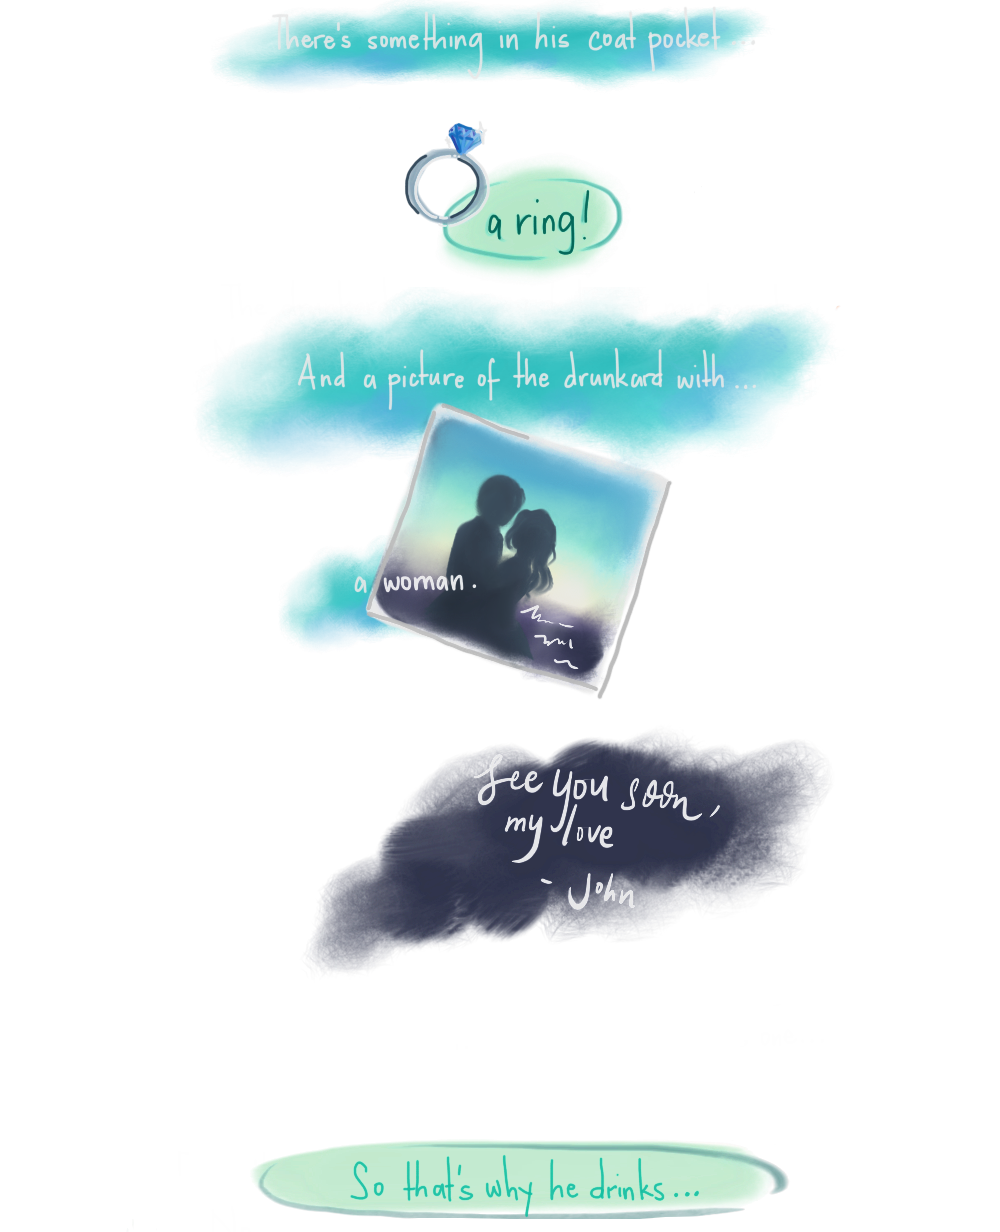 There's something in his coat pocket ...
a ring!
And a picture of the drunkard with...
a woman.
See you soon,
my love
- John
So that's why he drinks...